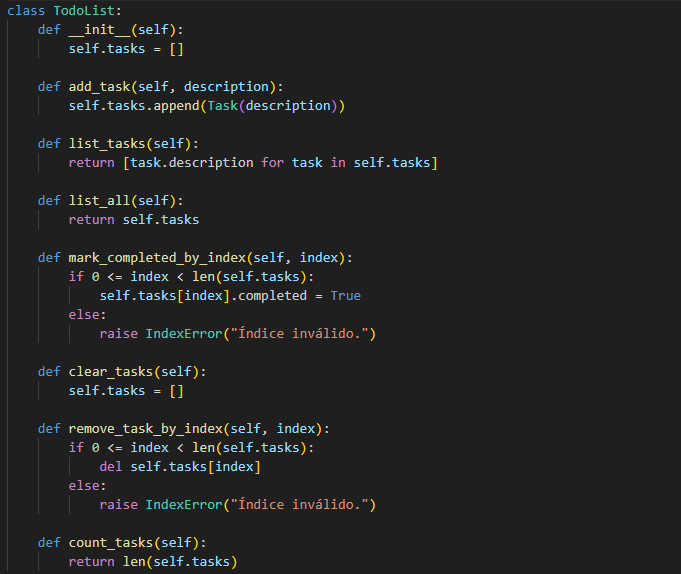 class TodoList:
    def __init__(self):
        self.tasks = []

    def add_task(self, description):
        self.tasks.append(Task(description))

    def list_tasks(self):
        return [task.description for task in self.tasks]

    def list_all(self):
        return self.tasks

    def mark_completed_by_index(self, index):
        if 0 <= index < len(self.tasks):
            self.tasks[index].completed = True
        else:
            raise IndexError("Índice inválido.")

    def clear_tasks(self):
        self.tasks = []

    def remove_task_by_index(self, index):
        if 0 <= index < len(self.tasks):
            del self.tasks[index]
        else:
            raise IndexError("Índice inválido.")

    def count_tasks(self):
        return len(self.tasks)